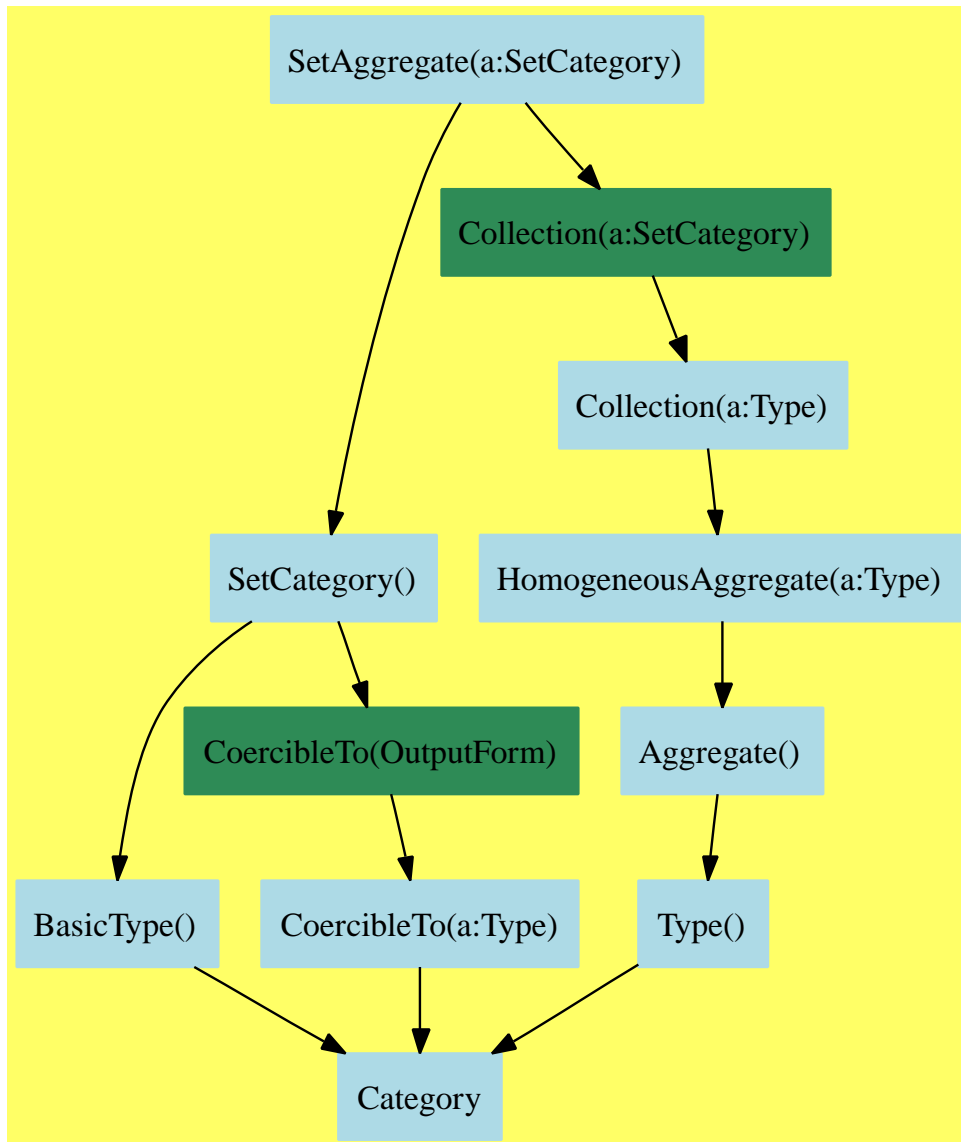 SetAggregate(a:SetCategory)
Collection(a:SetCategory)
Collection(a:Type)
SetCategory()
HomogeneousAggregate(a:Type)
CoercibleTo(OutputForm)
Aggregate()
BasicType()
CoercibleTo(a:Type)
Type()
Category